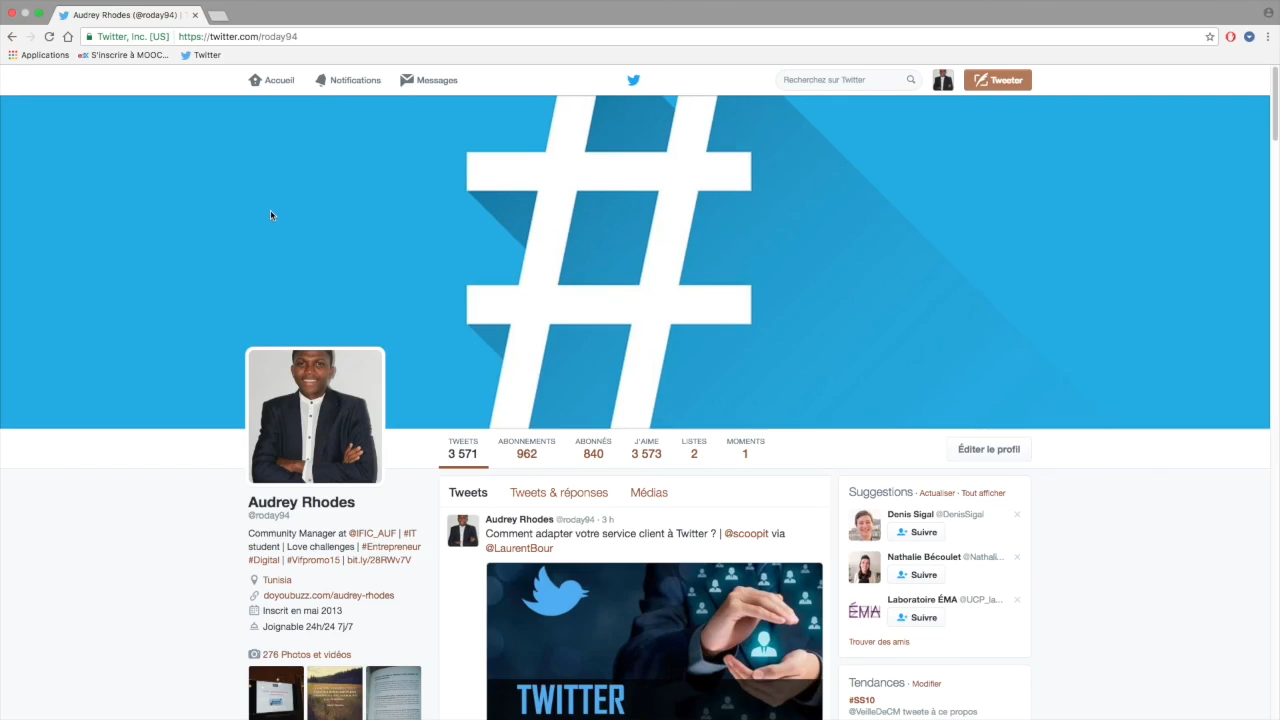 Audrey Rhodes (@roday94) |
Twitter, Inc. [US] https://twitter.com/roday94
Applications S'inscrire à MOOC... Twitter
Accueil Notifications Messages Recherchez sur Twitter Tweeter
TWEETS ABONNEMENTS ABONNÉS J'AIME LISTES MOMENTS
3 571 962 840 3 573 2 1
Éditer le profil
Audrey Rhodes
@roday94
Community Manager at @IFIC_AUF | #IT
student | Love challenges | #Entrepreneur
#Digital | #Vifpromo15 | bit.ly/28RWv7V
Tunisia
doyoubuzz.com/audrey-rhodes
Inscrit en mai 2013
Joignable 24h/24 7j/7
276 Photos et vidéos
Tweets Tweets & réponses Médias
Audrey Rhodes @roday94 · 3 h
Comment adapter votre service client à Twitter ? | @scoopit via
@LaurentBour
TWITTER
Suggestions · Actualiser · Tout afficher
Denis Sigal @DenisSigal
Suivre
Nathalie Bécoulet @Nathali...
Suivre
ÉMA
Laboratoire ÉMA @UCP_la...
Suivre
Trouver des amis
Tendances · Modifier
#SS10
@VeilleDeCM tweete à ce propos